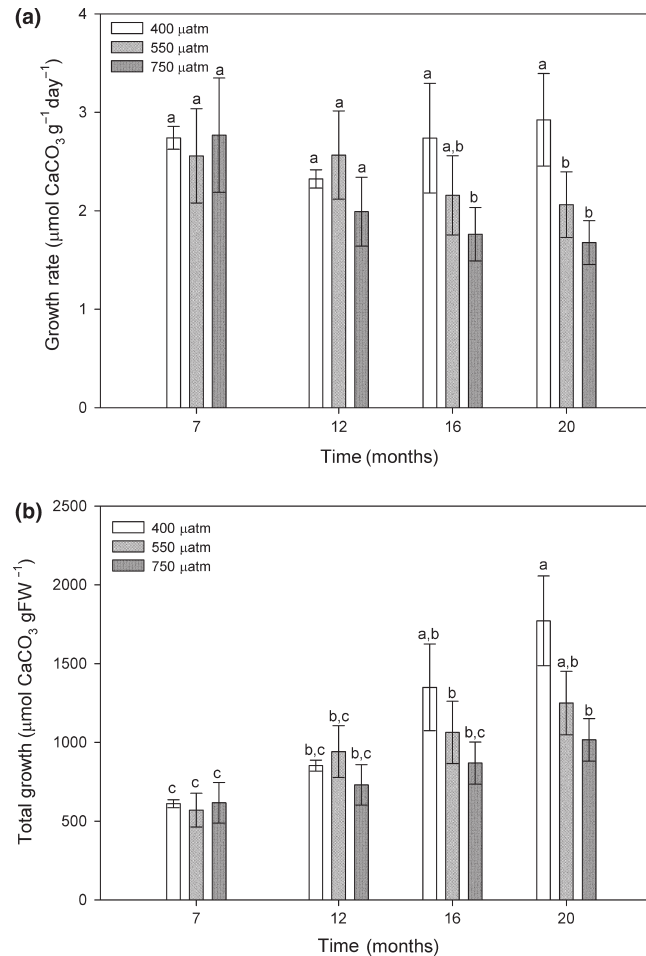 (a)
4
3
2
1
0
Growth rate (μmol CaCO₃ g⁻¹ day⁻¹)
400 μatm
550 μatm
750 μatm
a a a
a a a
a a,b b
a b b
7 12 16 20
Time (months)
(b)
2500
2000
1500
1000
500
0
Total growth (μmol CaCO₃ gFW⁻¹)
400 μatm
550 μatm
750 μatm
c c c
b,c b,c b,c
a,b b b,c
a a,b b
7 12 16 20
Time (months)